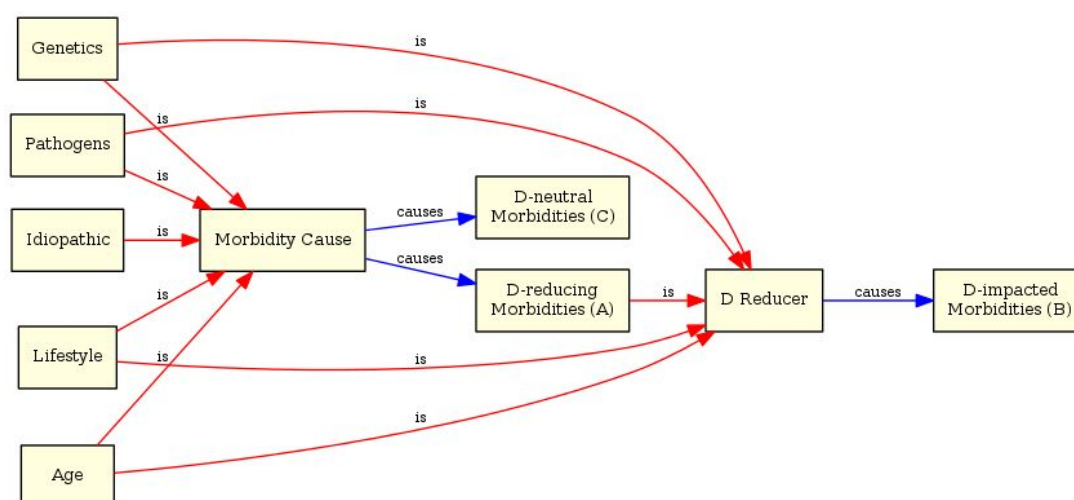 Genetics
is
is
Pathogens
is
is
D-neutral
Morbidities (C)
causes
Idiopathic
is
Morbidity Cause
causes
D-reducing
Morbidities (A)
is
D Reducer
causes
D-impacted
Morbidities (B)
is
Lifestyle
is
is
is
Age